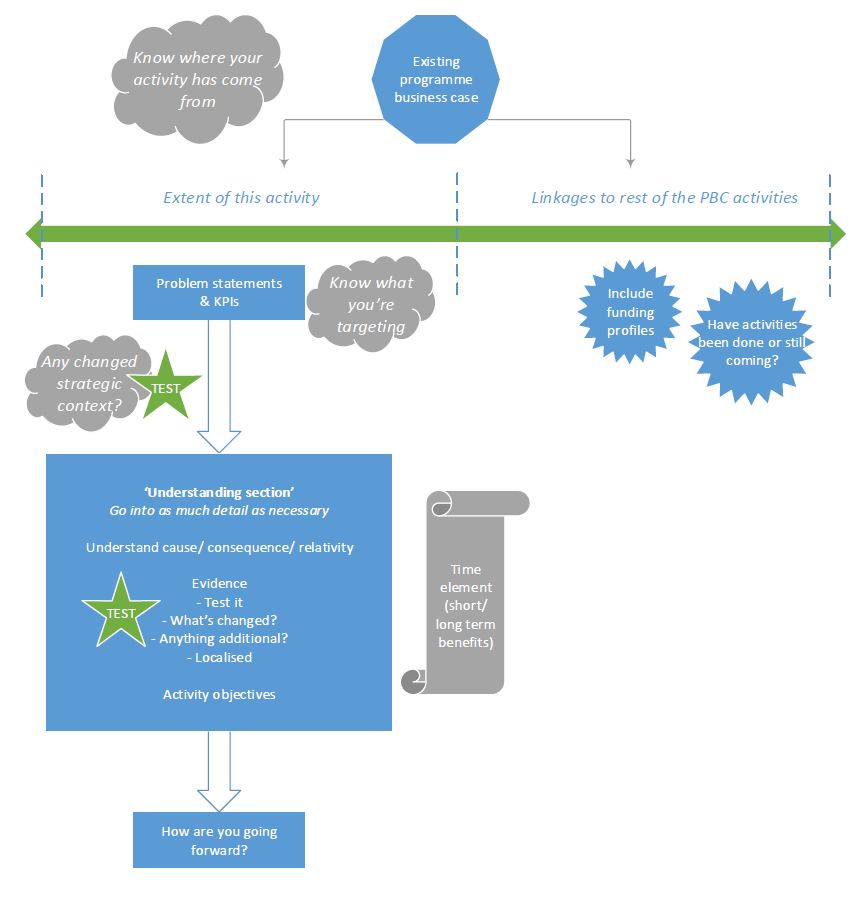 Know where your
activity has come
from
Existing
programme
business case
Extent of this activity
Linkages to rest of the PBC activities
Problem statements
& KPIs
Know what
you're
targeting
Include
funding
profiles
Have activities
been done or still
coming?
Any changed
strategic
context?
TEST
'Understanding section'
Go into as much detail as necessary
Understand cause/ consequence/ relativity
Evidence
- Test it
- What's changed?
- Anything additional?
- Localised
Activity objectives
TEST
Time
element
(short/
long term
benefits)
How are you going
forward?